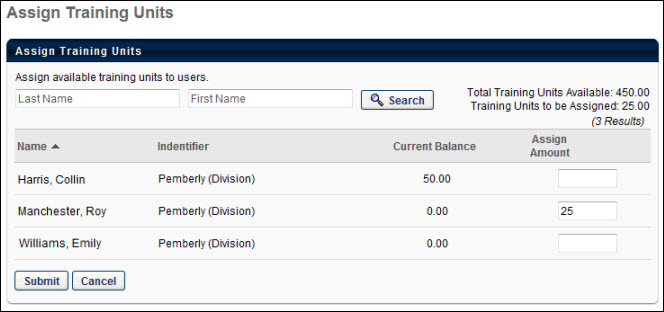 Assign Training Units
Assign Training Units
Assign available training units to users.
Last Name First Name Search
Total Training Units Available: 450.00
Training Units to be Assigned: 25.00
(3 Results)
Name Indentifier Current Balance Assign Amount
Harris, Collin Pemberly (Division) 50.00
Manchester, Roy Pemberly (Division) 0.00 25
Williams, Emily Pemberly (Division) 0.00
Submit Cancel